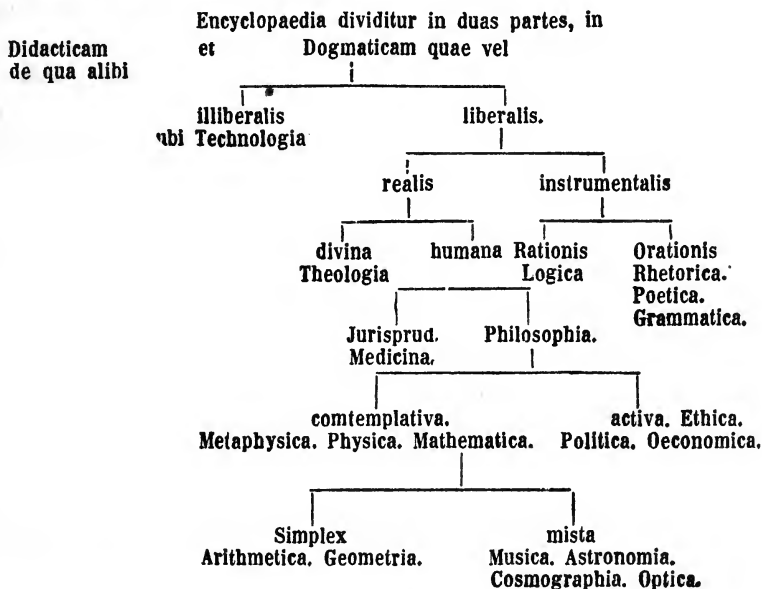 Encyclopaedia dividitur in duas partes, in
Didacticam et Dogmaticam quae vel
de qua alibi
illiberalis liberalis.
ubi Technologia
realis instrumentalis
divina humana Rationis Orationis
Theologia Logica Rhetorica.
Poetica.
Grammatica.
Jurisprud. Philosophia.
Medicina.
comtemplativa. activa. Ethica.
Metaphysica. Physica. Mathematica. Politica. Oeconomica.
Simplex mista
Arithmetica. Geometria. Musica. Astronomia.
Cosmographia. Optica.